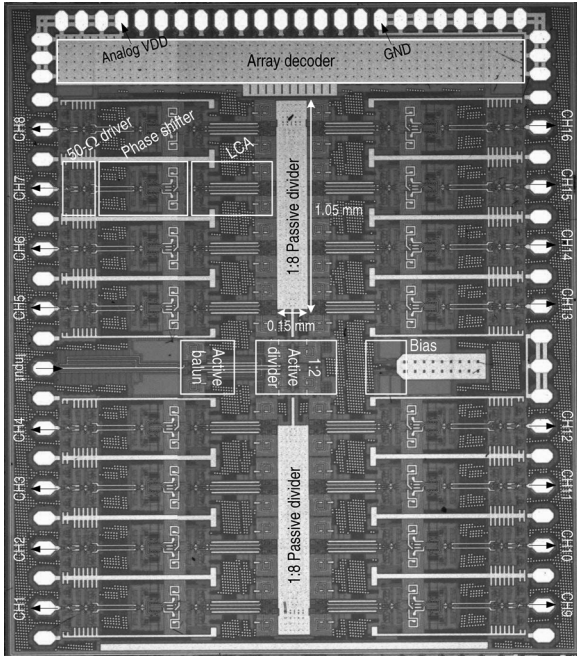 Analog VDD
GND
Array decoder
50-Ω driver
Phase shifter
LCA
CH8
CH16
CH7
CH15
1:8 Passive divider
1.05 mm
CH6
CH14
CH5
CH13
0.15 mm
Input
Active
balun
Active
divider
1:2
Bias
CH4
CH12
CH3
CH11
1:8 Passive divider
CH2
CH10
CH1
CH9